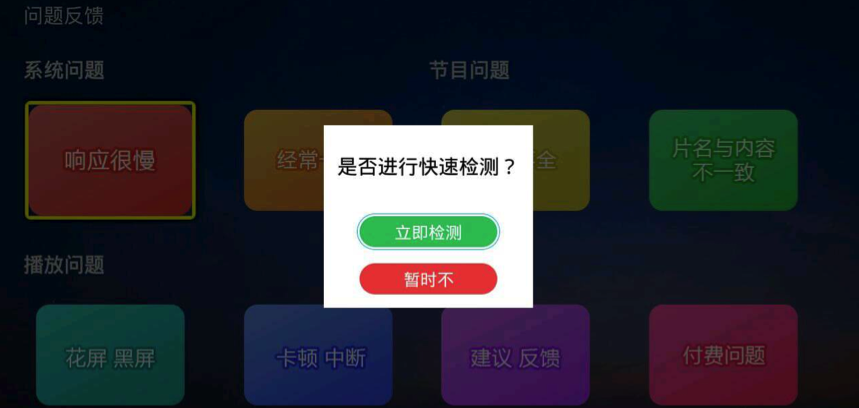 问题反馈
系统问题
节目问题
响应很慢
经常
全
片名与内容
不一致
是否进行快速检测？
立即检测
暂时不
播放问题
花屏 黑屏
卡顿 中断
建议 反馈
付费问题